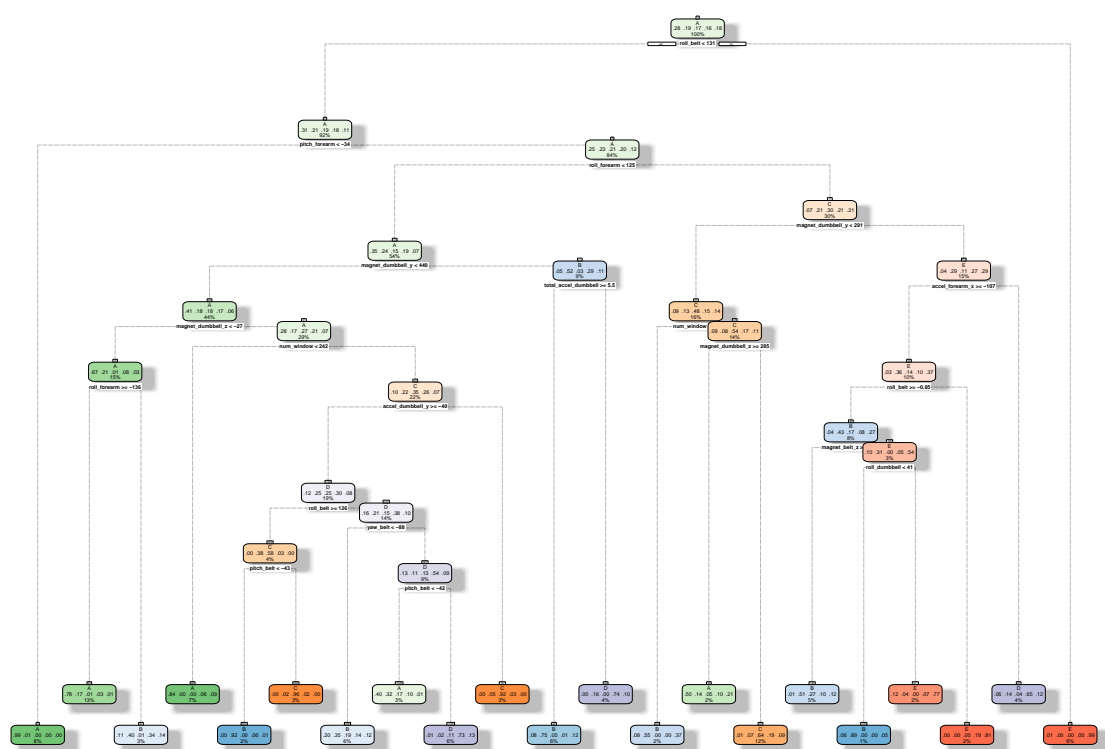 A
.28 .19 .17 .16 .18
100%
roll_belt < 131
A
.31 .21 .19 .18 .11
92%
pitch_forearm < −34
A
.25 .23 .21 .20 .12
84%
roll_forearm < 125
C
.07 .21 .30 .21 .21
30%
magnet_dumbbell_y < 291
A
.35 .24 .15 .19 .07
54%
magnet_dumbbell_y < 440
B
.05 .52 .03 .29 .11
9%
total_accel_dumbbell >= 5.5
E
.04 .29 .11 .27 .29
15%
accel_forearm_x >= −107
A
.41 .18 .18 .17 .06
44%
magnet_dumbbell_z < −27
A
.28 .17 .27 .21 .07
29%
num_window < 242
C
.09 .13 .48 .15 .14
16%
num_window
C
.09 .08 .54 .17 .11
14%
magnet_dumbbell_z >= 285
A
.67 .21 .01 .08 .03
15%
roll_forearm >= −136
C
.10 .22 .35 .26 .07
22%
accel_dumbbell_y >= −40
E
.03 .36 .14 .10 .37
10%
roll_belt >= −0.85
B
.04 .43 .17 .08 .27
8%
magnet_belt_z >
E
.10 .31 .00 .05 .54
3%
roll_dumbbell < 41
D
.12 .25 .25 .30 .08
19%
roll_belt >= 126
D
.16 .21 .15 .38 .10
14%
yaw_belt < −88
C
.00 .38 .58 .03 .00
4%
pitch_belt < −43
D
.13 .11 .13 .54 .09
9%
pitch_belt < −42
A
.78 .17 .01 .03 .01
13%
A
.84 .00 .00 .06 .09
7%
C
.00 .02 .96 .02 .00
3%
A
.40 .32 .17 .10 .01
3%
C
.00 .05 .92 .03 .00
3%
D
.00 .16 .00 .74 .10
4%
A
.50 .14 .05 .10 .21
2%
B
.01 .51 .27 .10 .12
5%
E
.12 .04 .00 .07 .77
2%
D
.06 .14 .04 .65 .12
4%
A
.99 .01 .00 .00 .00
8%
B
.11 .40 .01 .34 .14
3%
B
.00 .92 .00 .06 .01
2%
B
.20 .35 .19 .14 .12
6%
D
.01 .02 .11 .73 .13
6%
B
.08 .75 .05 .01 .12
6%
B
.08 .55 .00 .00 .37
2%
C
.01 .07 .64 .19 .09
12%
B
.06 .89 .00 .00 .05
1%
E
.00 .00 .00 .19 .81
2%
E
.01 .00 .00 .00 .99
8%